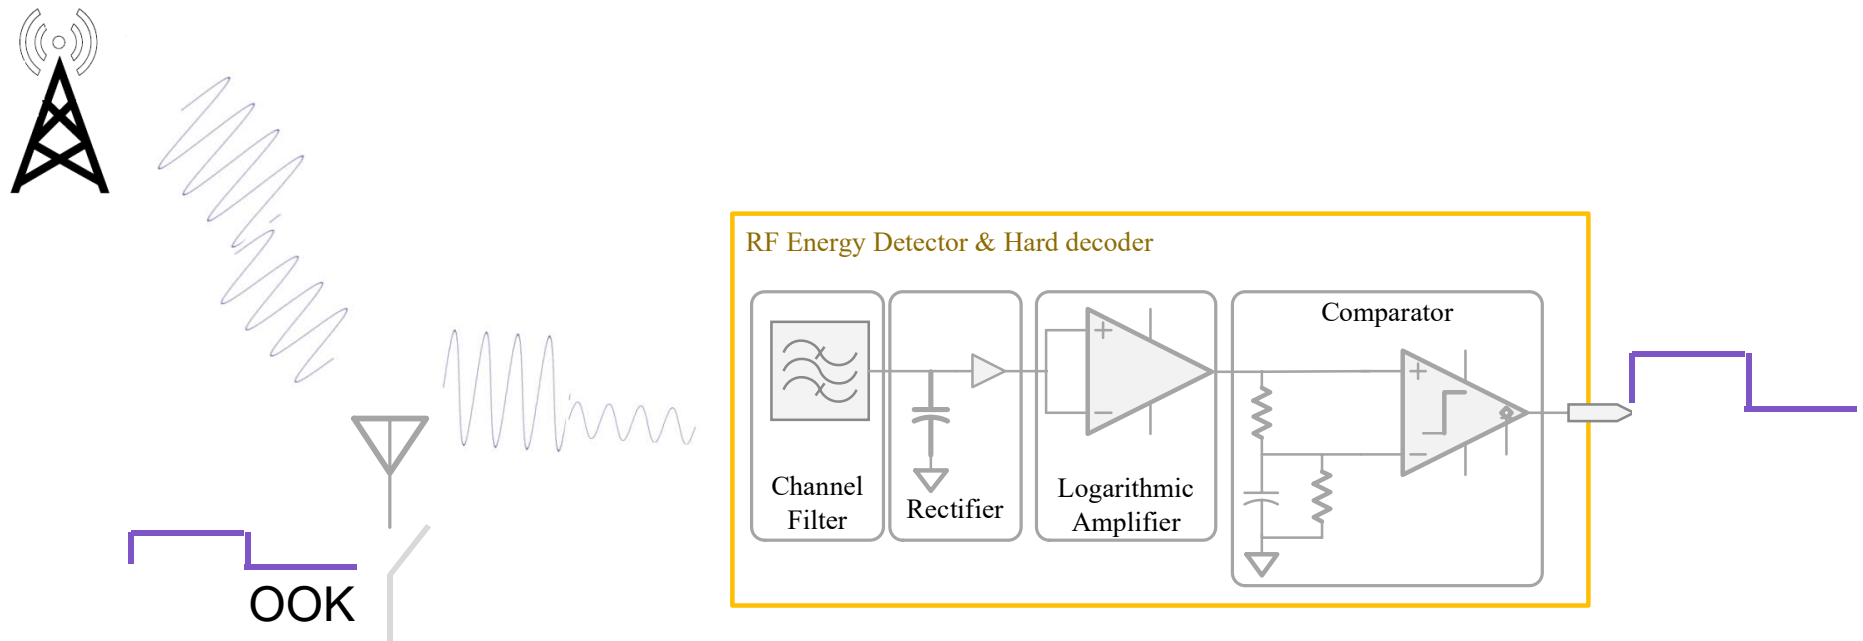 RF Energy Detector & Hard decoder
Comparator
Channel
Filter
Rectifier
Logarithmic
Amplifier
OOK